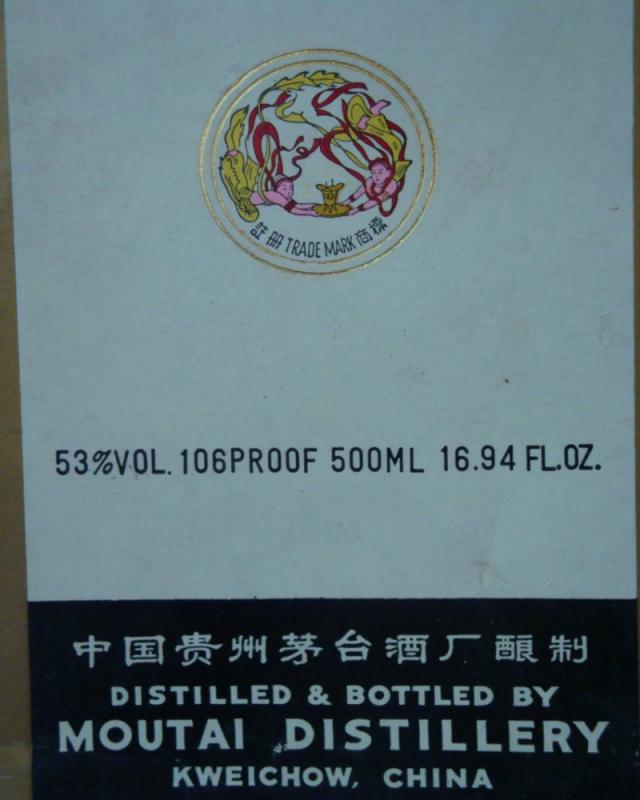 註册 TRADE MARK 商標
53%VOL. 106PROOF 500ML 16.94 FL.OZ.
中国贵州茅台酒厂酿制
DISTILLED & BOTTLED BY
MOUTAI DISTILLERY
KWEICHOW, CHINA